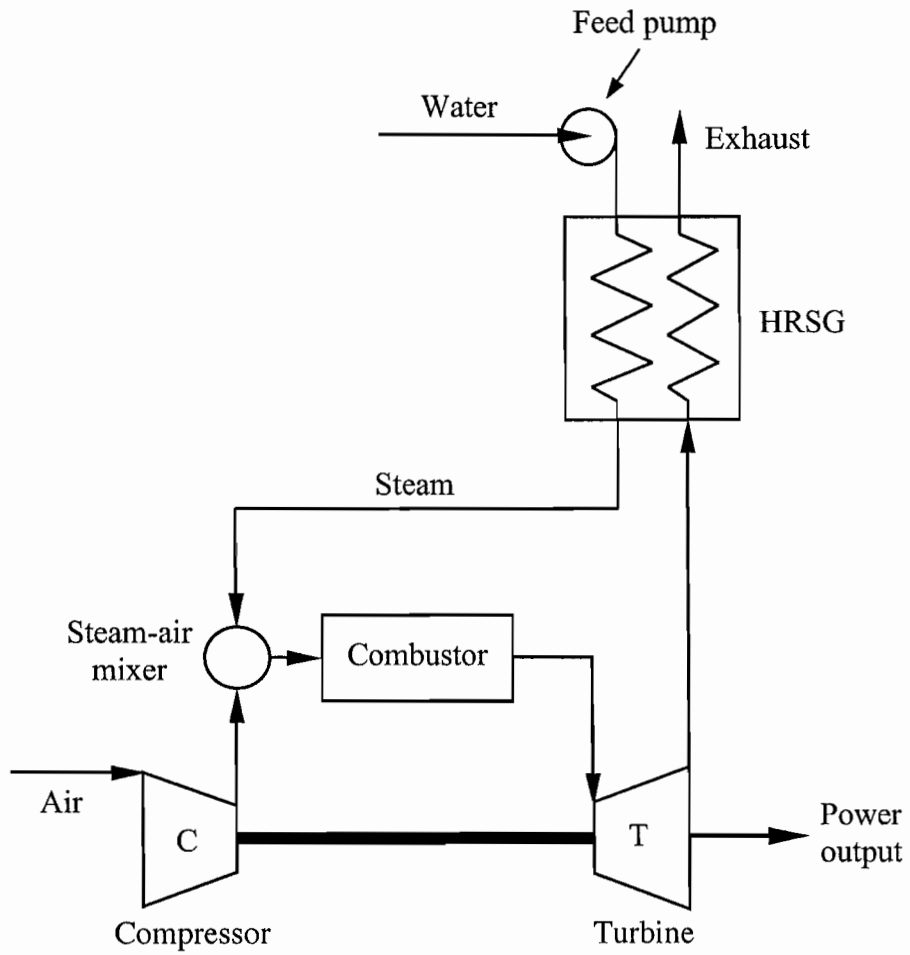 Feed pump
Water
Exhaust
HRSG
Steam
Steam-air
mixer
Combustor
Air
C
T
Power
output
Compressor
Turbine